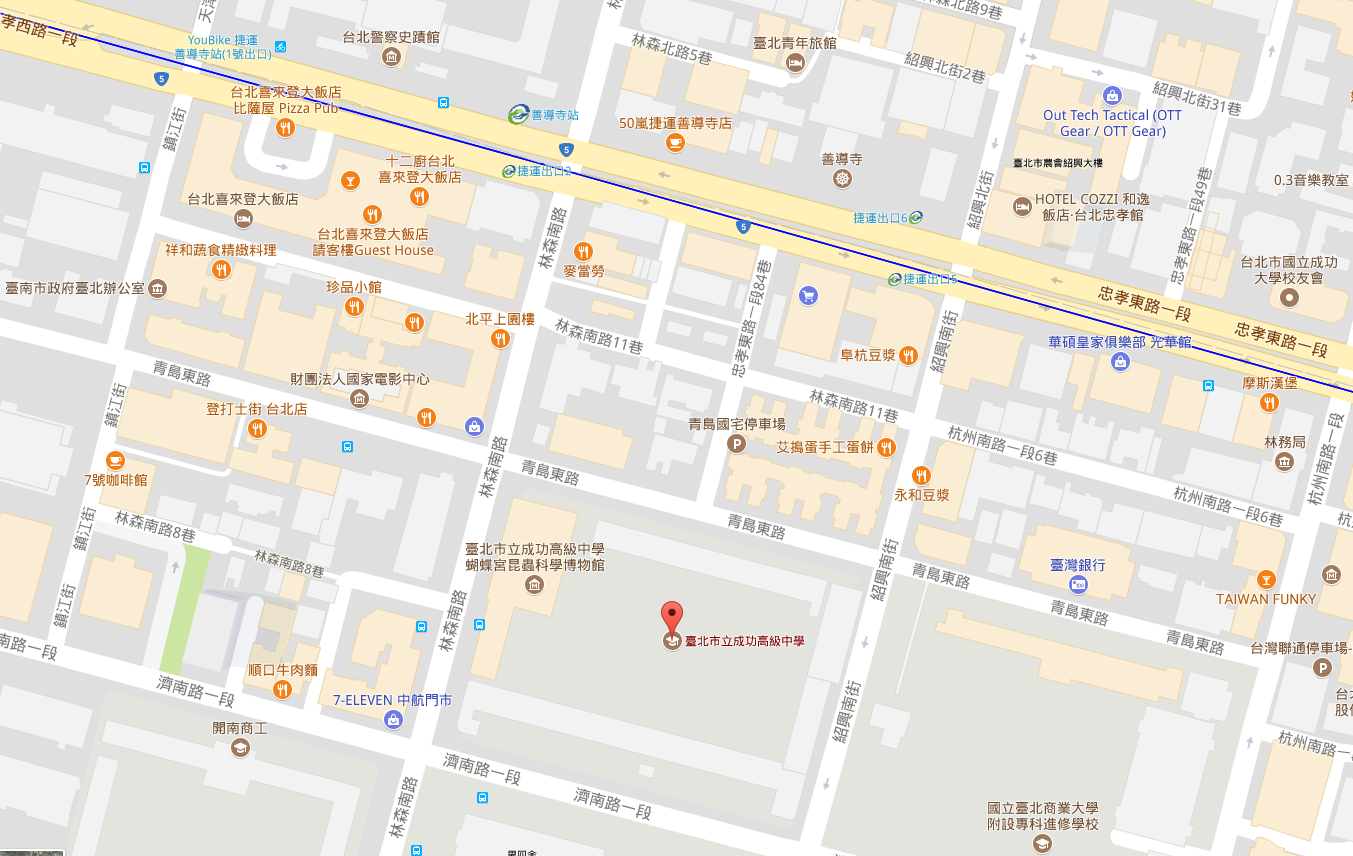 孝西路一段
天津
林
林森北路9巷
YouBike 捷運
善導寺站(1號出口)
5
台北警察史蹟館
林森北路5巷
臺北青年旅館
紹興北街2巷
紹興北街31巷
Out Tech Tactical (OTT
Gear / OTT Gear)
台北喜來登大飯店
比薩屋 Pizza Pub
鎮江街
善導寺站
50嵐捷運善導寺店
5
善導寺
臺北市農會紹興大樓
0.3音樂教室
十二廚台北
喜來登大飯店
捷運出口2
紹興北街
忠孝東路一段49巷
HOTEL COZZI 和逸
飯店·台北忠孝館
台北喜來登大飯店
台北喜來登大飯店
請客樓Guest House
林森南路
5
捷運出口6
祥和蔬食精緻料理
麥當勞
捷運出口5
台北市國立成功
大學校友會
臺南市政府臺北辦公室
珍品小館
北平上園樓
林森南路11巷
忠孝東路一段84巷
忠孝東路一段
忠孝東路一段
紹興南街
華碩皇家俱樂部 光華館
阜杭豆漿
青島東路
財團法人國家電影中心
摩斯漢堡
鎮江街
登打士街 台北店
林森南路11巷
青島國宅停車場
艾搗蛋手工蛋餅
杭州南路一段6巷
林務局
杭州南路一段
7號咖啡館
林森南路
青島東路
永和豆漿
杭州南路一段6巷
鎮江街
林森南路8巷
林森南路8巷
青島東路
臺北市立成功高級中學
蝴蝶宮昆蟲科學博物館
紹興南街
青島東路
臺灣銀行
100
TAIWAN FUNKY
鎮江街
林森南路
臺北市立成功高級中學
青島東路
青島東路
南路一段
順口牛肉麵
濟南路一段
7-ELEVEN 中航門市
台灣聯通停車場-
紹興南街
開南商工
濟南路一段
杭州南路一
林森南路
濟南路一段
國立臺北商業大學
附設專科進修學校